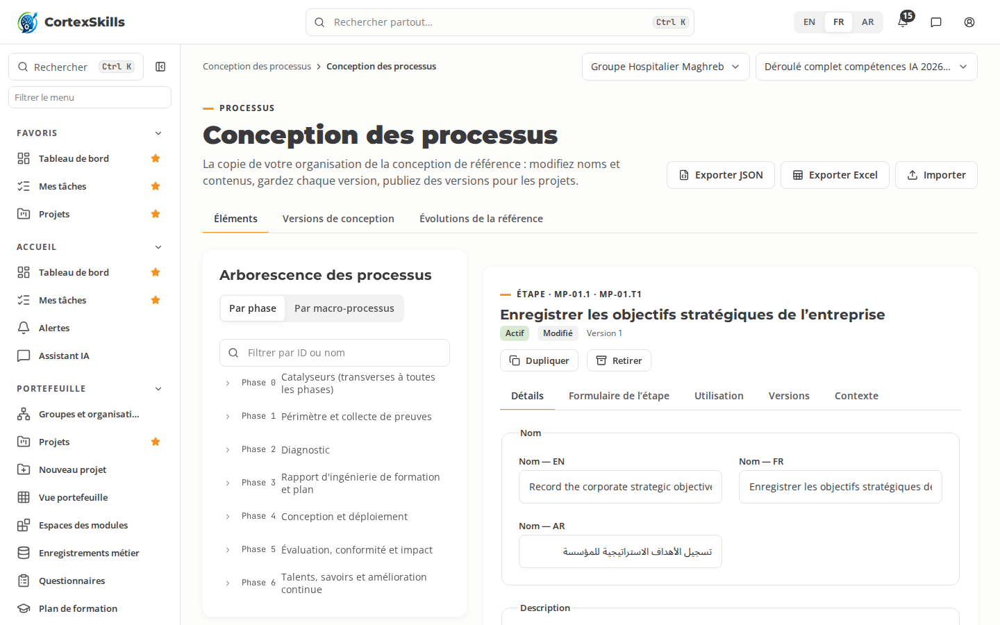 CortexSkills
Rechercher partout...
Ctrl K
EN
FR
AR
15
Rechercher
Ctrl K
Filtrer le menu
FAVORIS
Tableau de bord
Mes tâches
Projets
ACCUEIL
Tableau de bord
Mes tâches
Alertes
Assistant IA
PORTEFEUILLE
Groupes et organisati...
Projets
Nouveau projet
Vue portefeuille
Espaces des modules
Enregistrements métier
Questionnaires
Plan de formation
Conception des processus > Conception des processus
Groupe Hospitalier Maghreb
Déroulé complet compétences IA 2026...
PROCESSUS
Conception des processus
La copie de votre organisation de la conception de référence : modifiez noms et
contenus, gardez chaque version, publiez des versions pour les projets.
Exporter JSON
Exporter Excel
Importer
Éléments
Versions de conception
Évolutions de la référence
Arborescence des processus
Par phase
Par macro-processus
Filtrer par ID ou nom
Phase 0 Catalyseurs (transverses à toutes
les phases)
Phase 1 Périmètre et collecte de preuves
Phase 2 Diagnostic
Phase 3 Rapport d'ingénierie de formation
et plan
Phase 4 Conception et déploiement
Phase 5 Évaluation, conformité et impact
Phase 6 Talents, savoirs et amélioration
continue
ÉTAPE · MP-01.1 · MP-01.T1
Enregistrer les objectifs stratégiques de l’entreprise
Actif
Modifié
Version 1
Dupliquer
Retirer
Détails
Formulaire de l’étape
Utilisation
Versions
Contexte
Nom
Nom — EN
Record the corporate strategic objective
Nom — FR
Enregistrer les objectifs stratégiques de
Nom — AR
تسجيل الأهداف الاستراتيجية للمؤسسة
Description